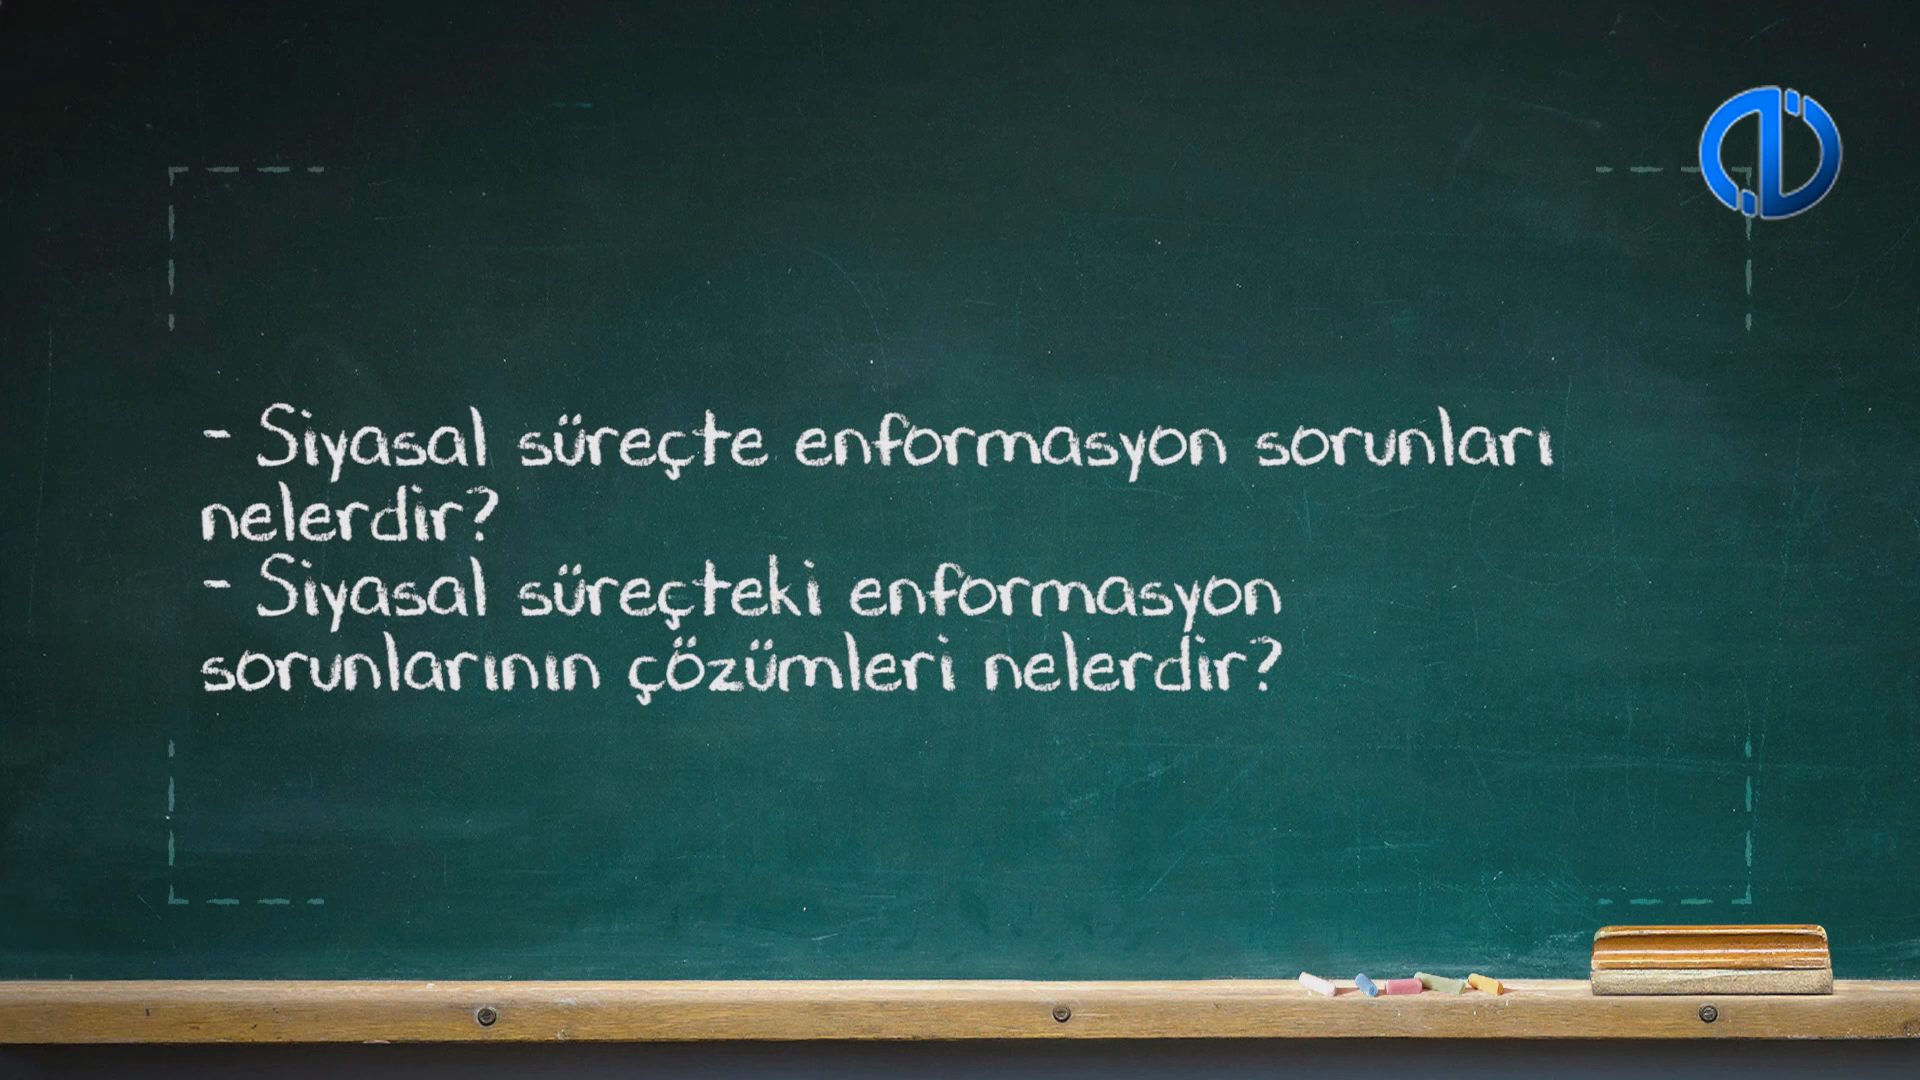 - Siyasal süreçte enformasyon sorunları
nelerdir?
- Siyasal süreçteki enformasyon
sorunlarının çözümleri nelerdir?